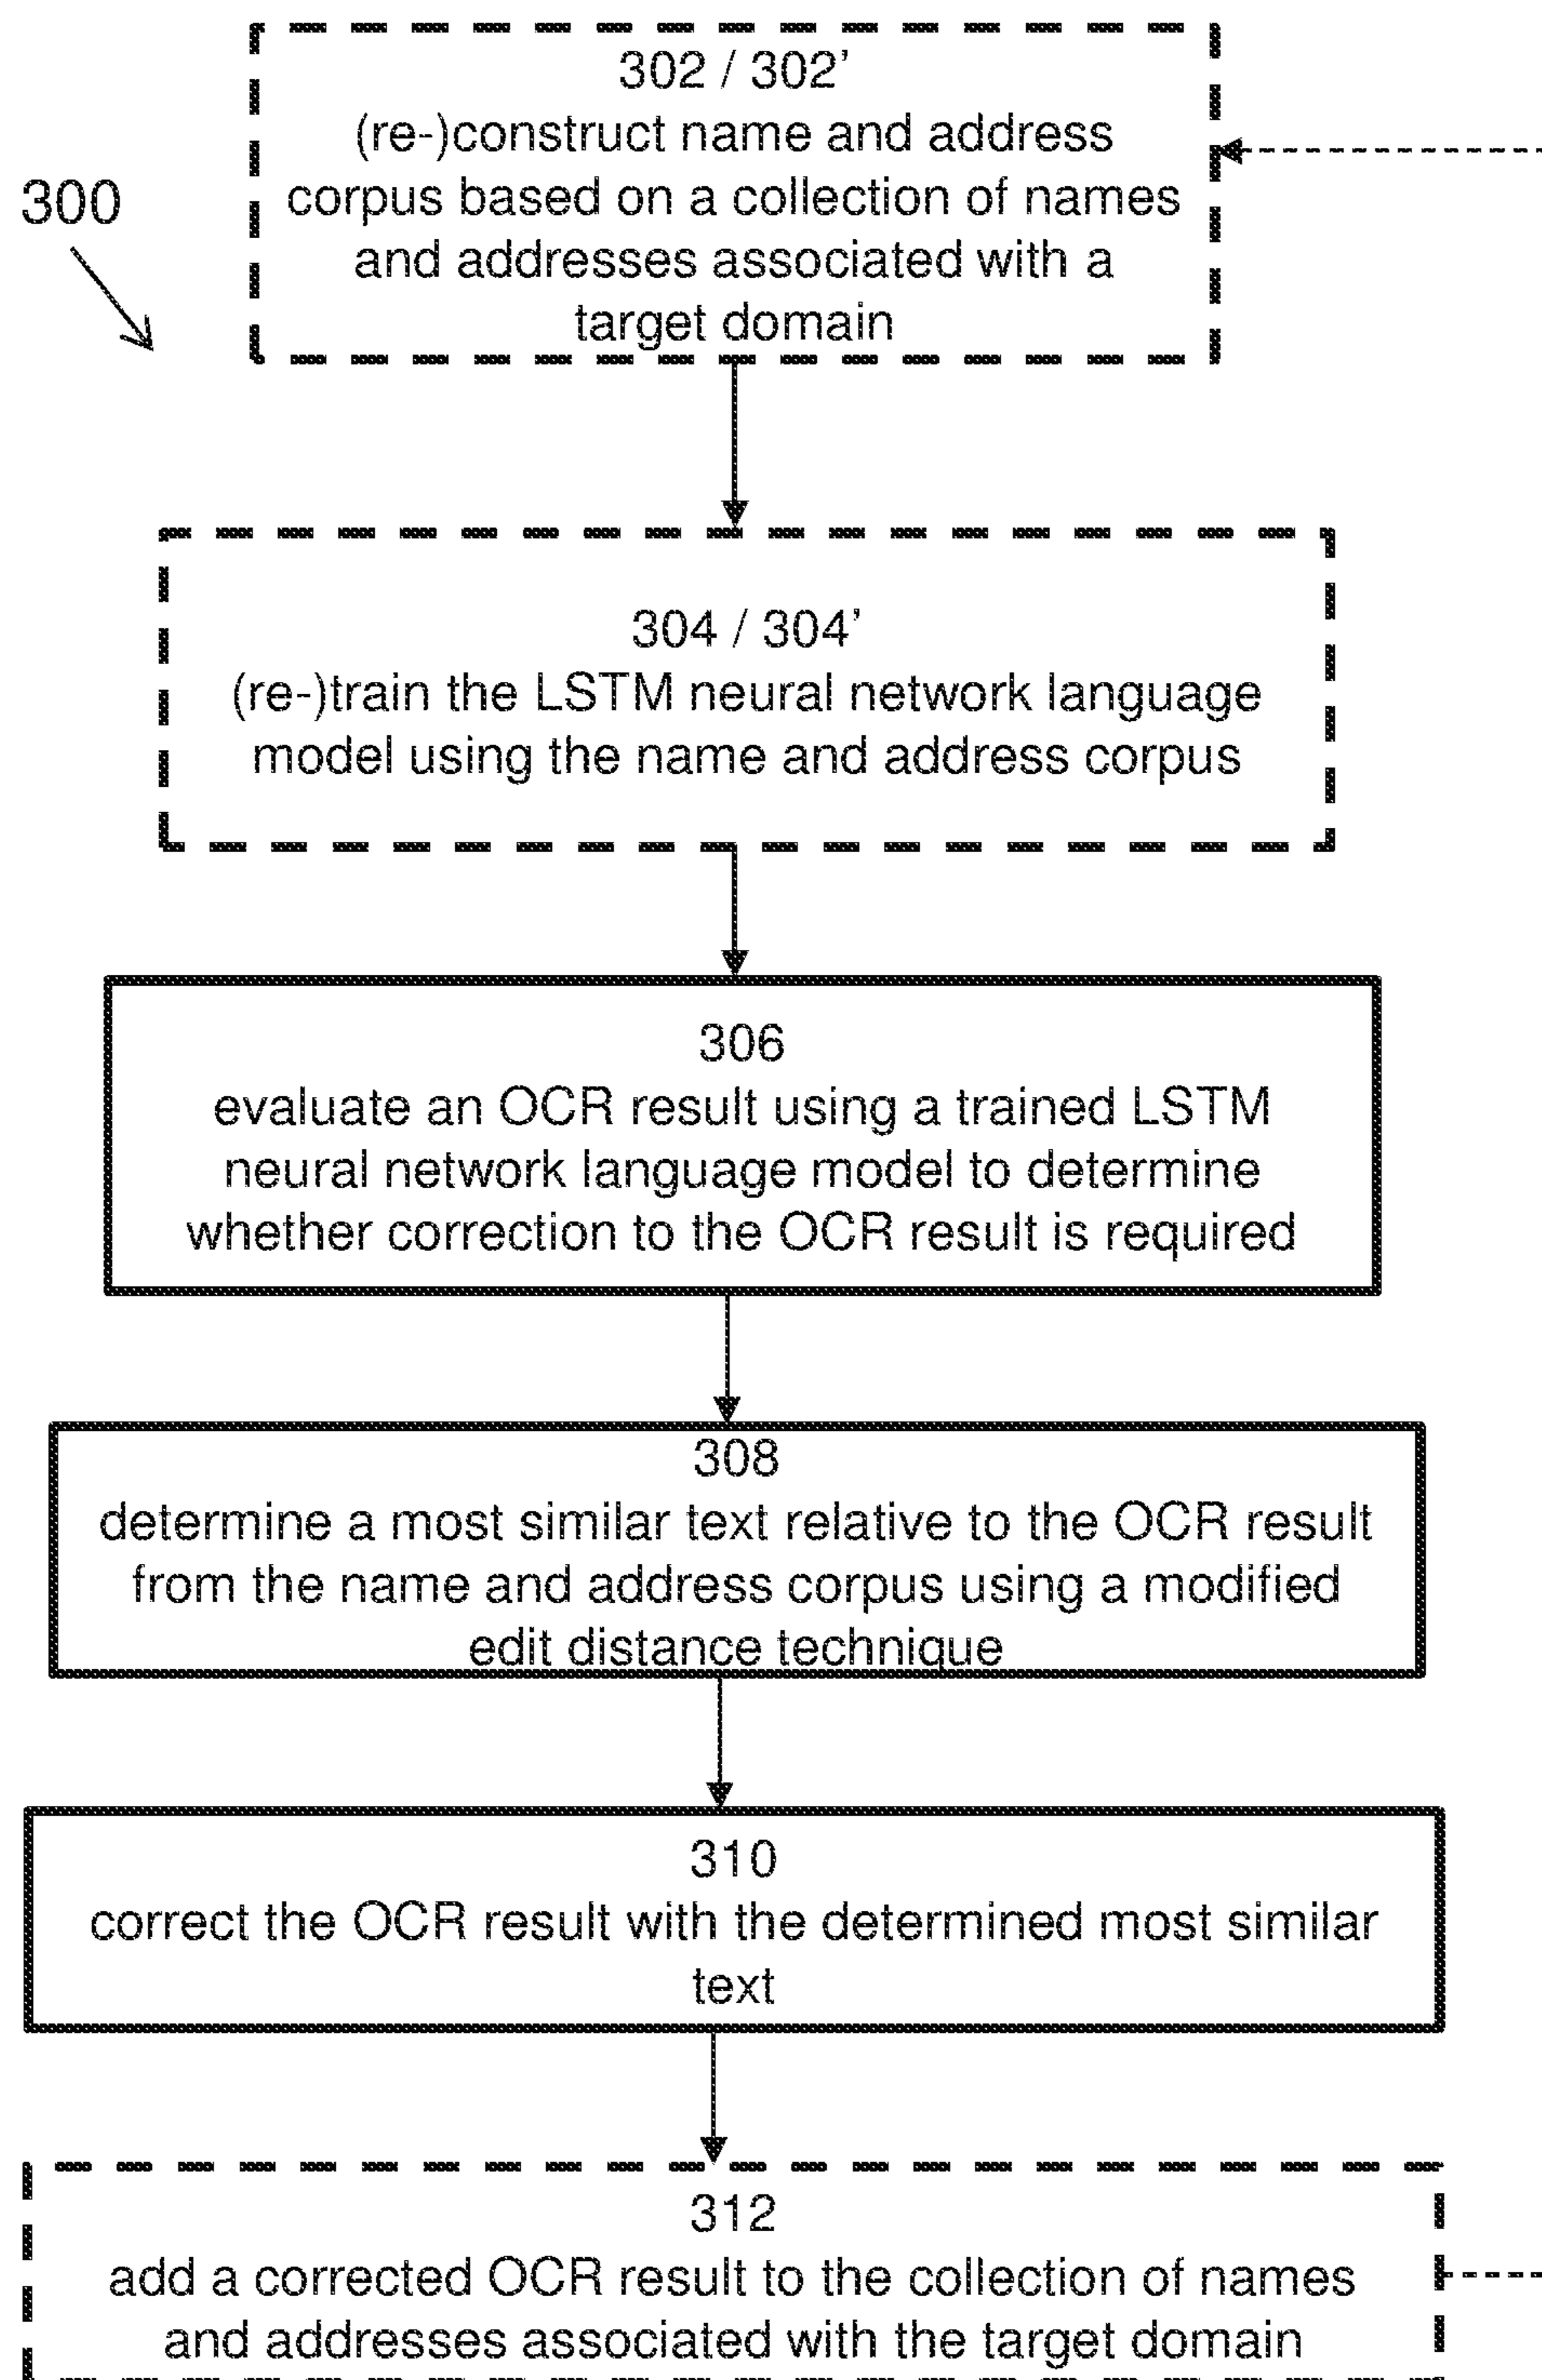 302 / 302’
(re-)construct name and address
corpus based on a collection of names
and addresses associated with a
target domain
300
304 / 304’
(re-)train the LSTM neural network language
model using the name and address corpus
306
evaluate an OCR result using a trained LSTM
neural network language model to determine
whether correction to the OCR result is required
308
determine a most similar text relative to the OCR result
from the name and address corpus using a modified
edit distance technique
310
correct the OCR result with the determined most similar
text
312
add a corrected OCR result to the collection of names
and addresses associated with the target domain